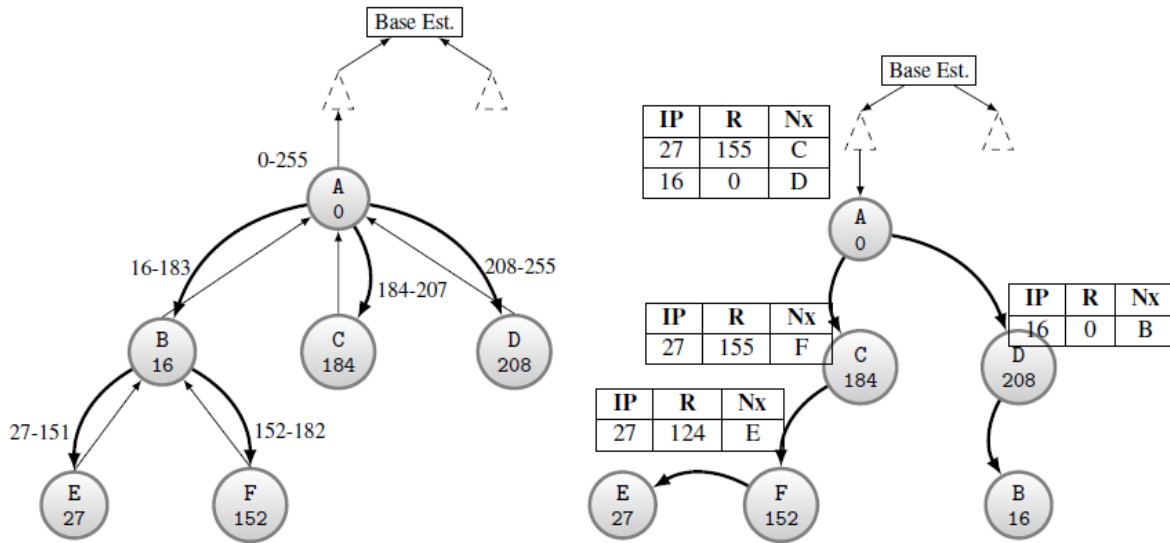 Base Est.
0-255
A
0
16-183
184-207
208-255
B
16
C
184
D
208
27-151
152-182
E
27
F
152
Base Est.
IP R Nx
27 155 C
16 0 D
A
0
IP R Nx
27 155 F
IP R Nx
16 0 B
C
184
D
208
IP R Nx
27 124 E
E
27
F
152
B
16